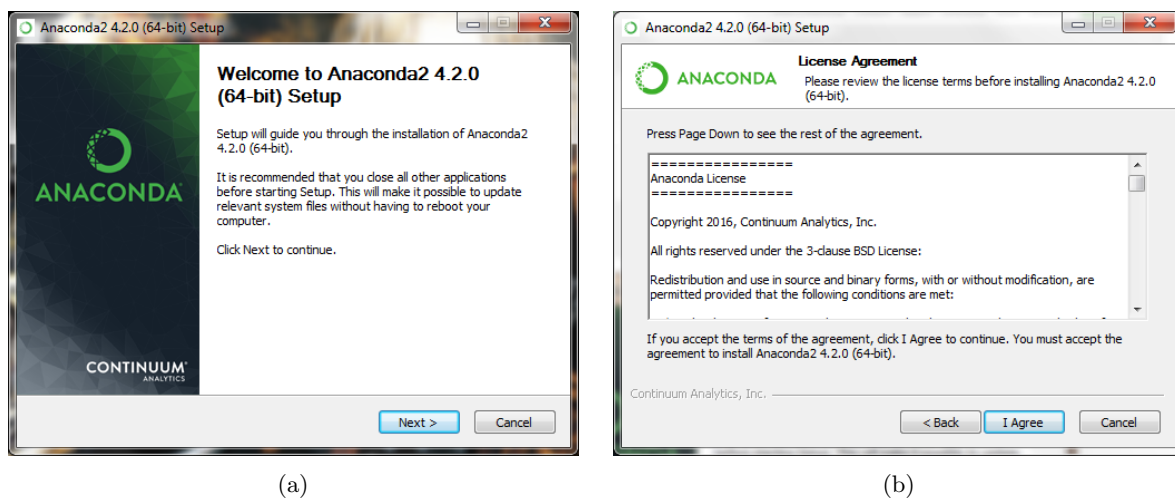 Anaconda2 4.2.0 (64-bit) Setup
Welcome to Anaconda2 4.2.0
(64-bit) Setup
Setup will guide you through the installation of Anaconda2
4.2.0 (64-bit).
It is recommended that you close all other applications
before starting Setup. This will make it possible to update
relevant system files without having to reboot your
computer.
Click Next to continue.
ANACONDA
CONTINUUM
ANALYTICS
Next >
Cancel
(a)
Anaconda2 4.2.0 (64-bit) Setup
ANACONDA
License Agreement
Please review the license terms before installing Anaconda2 4.2.0
(64-bit).
Press Page Down to see the rest of the agreement.
================
Anaconda License
================
Copyright 2016, Continuum Analytics, Inc.
All rights reserved under the 3-clause BSD License:
Redistribution and use in source and binary forms, with or without modification, are
permitted provided that the following conditions are met:
If you accept the terms of the agreement, click I Agree to continue. You must accept the
agreement to install Anaconda2 4.2.0 (64-bit).
Continuum Analytics, Inc.
< Back
I Agree
Cancel
(b)